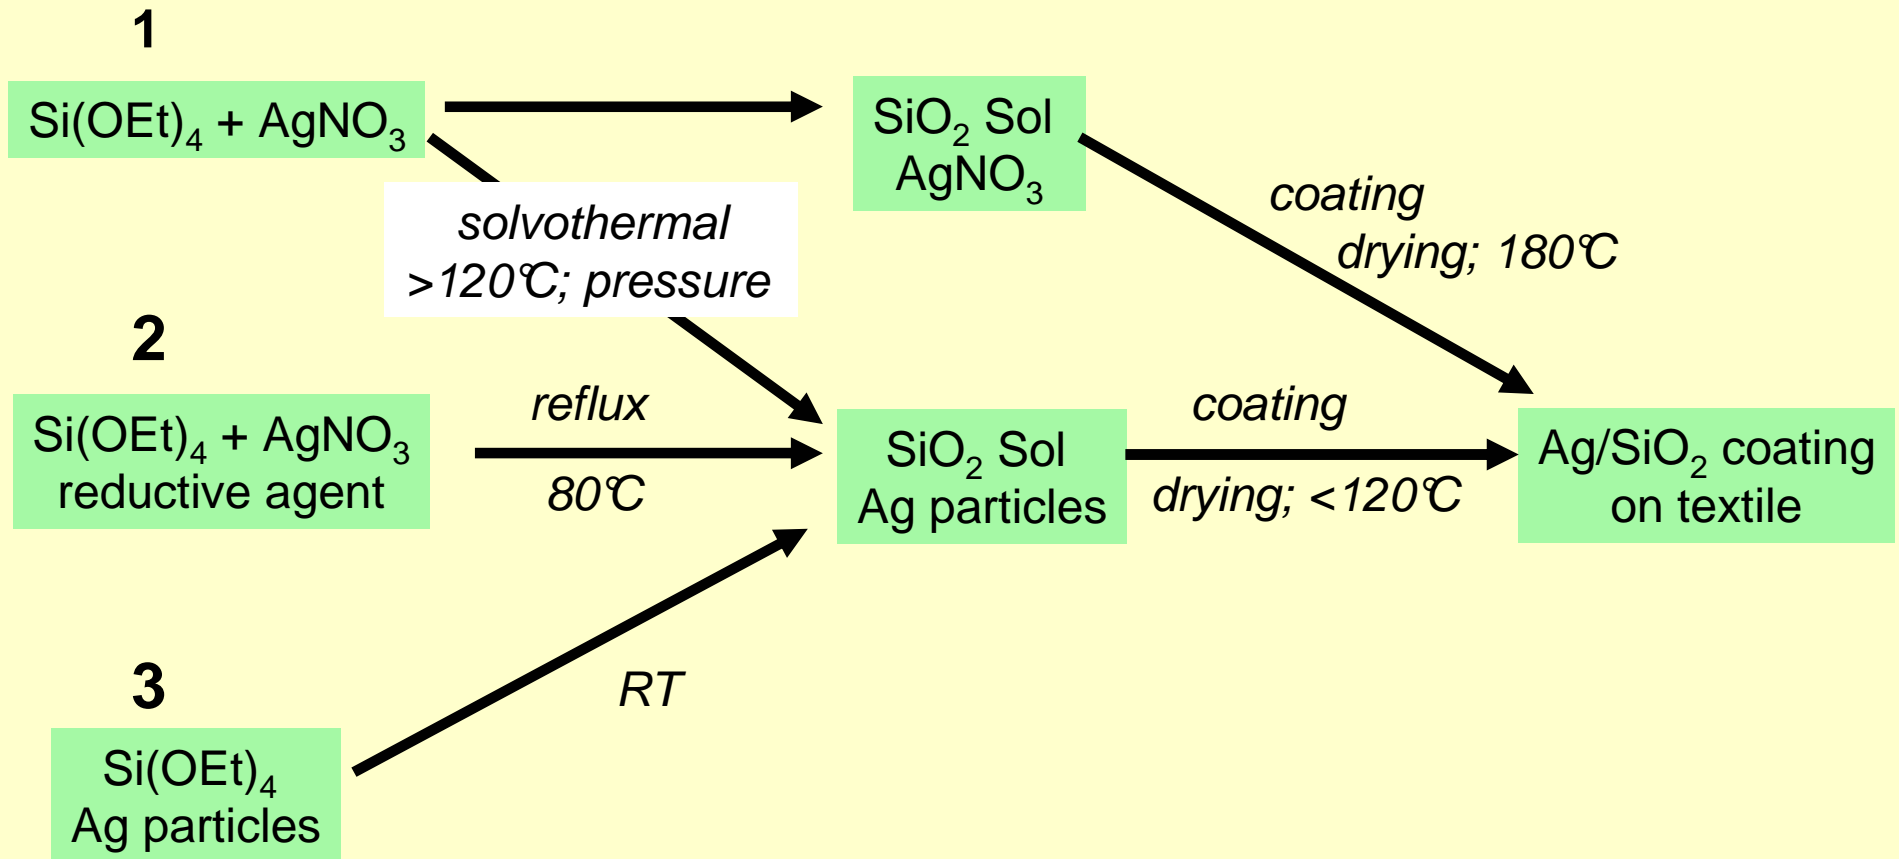 1
Si(OEt)₄ + AgNO₃
SiO₂ Sol
AgNO₃
solvothermal
>120°C; pressure
coating
drying; 180°C
2
Si(OEt)₄ + AgNO₃
reductive agent
reflux
80°C
SiO₂ Sol
Ag particles
coating
drying; <120°C
Ag/SiO₂ coating
on textile
3
Si(OEt)₄
Ag particles
RT